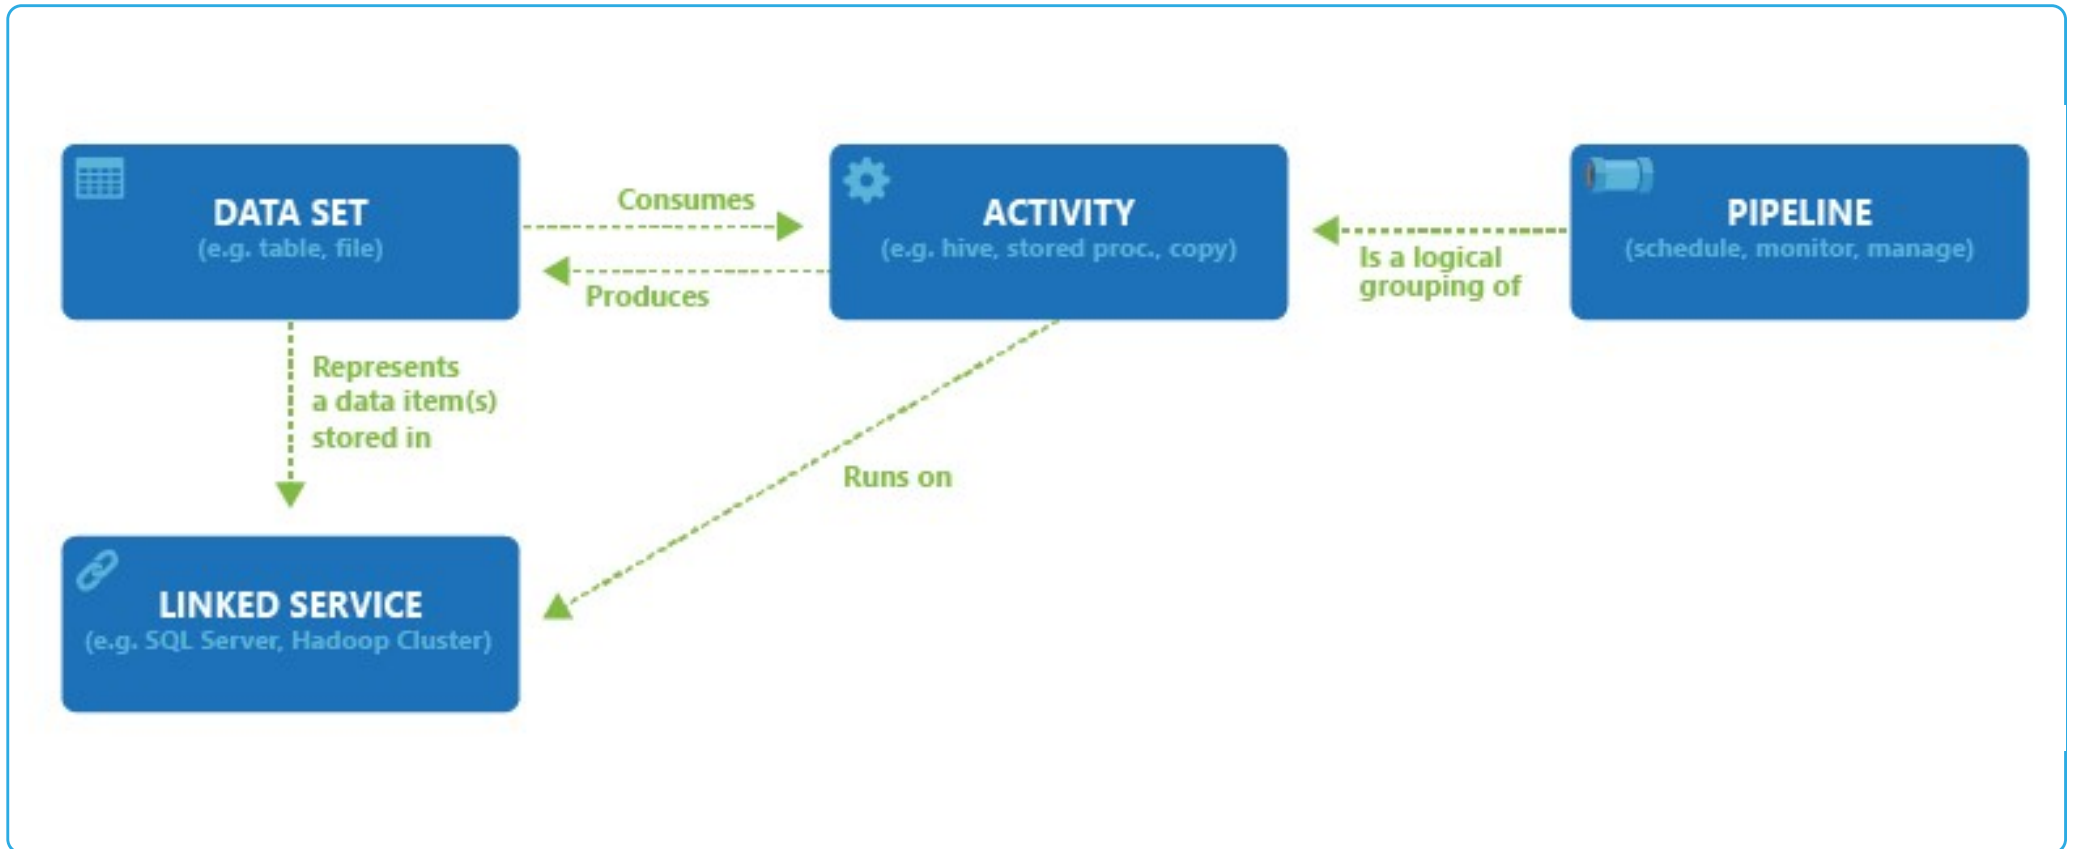 DATA SET
(e.g. table, file)
Consumes
Produces
ACTIVITY
(e.g. hive, stored proc., copy)
Is a logical
grouping of
PIPELINE
(schedule, monitor, manage)
Represents
a data item(s)
stored in
Runs on
LINKED SERVICE
(e.g. SQL Server, Hadoop Cluster)